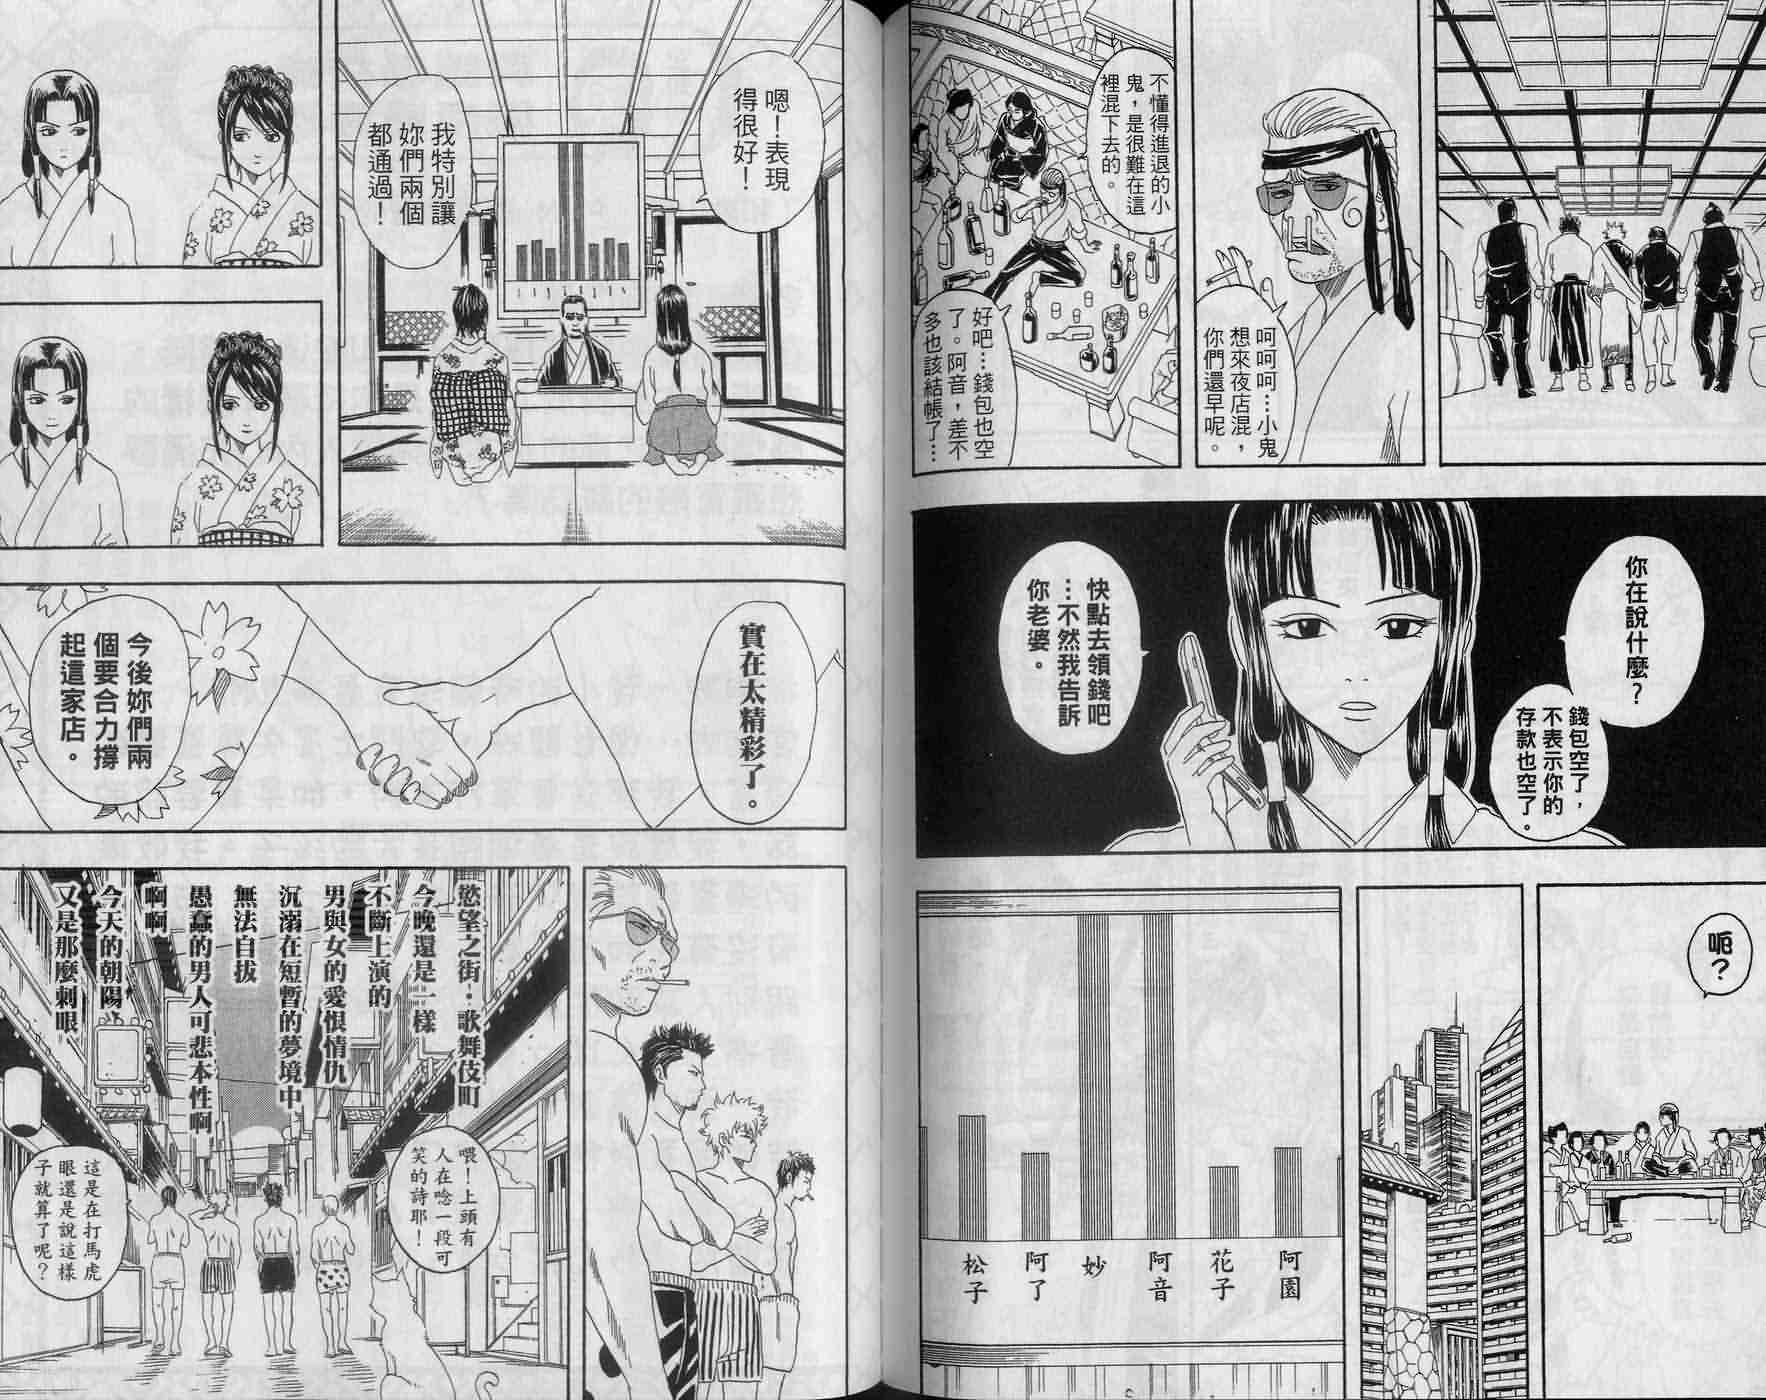 呵呵呵…小鬼
想來夜店混，
你們還早呢。
不懂得進退的小
鬼，是很難在這
裡混下去的。
好吧…錢包也空
了。阿音，差不
多也該結帳了…
你在說什麼？
錢包空了，
不表示你的
存款也空了。
快點去領錢吧
…不然我告訴
你老婆。
呃？
阿園
花子
阿音
妙
阿了
松子
嗯！表現
得很好！
我特別讓
妳們兩個
都通過！
實在太精彩了。
今後妳們兩
個要合力撐
起這家店。
慾望之街．歌舞伎町
今晚還是一樣
不斷上演的
男與女的愛恨情仇
沉溺在短暫的夢境中
無法自拔
愚蠢的男人可悲本性啊
啊啊
今天的朝陽
又是那麼刺眼
喂！上頭有
人在唸一段可
笑的詩耶！
這是在打馬虎
眼還是說這樣
子就算了呢？